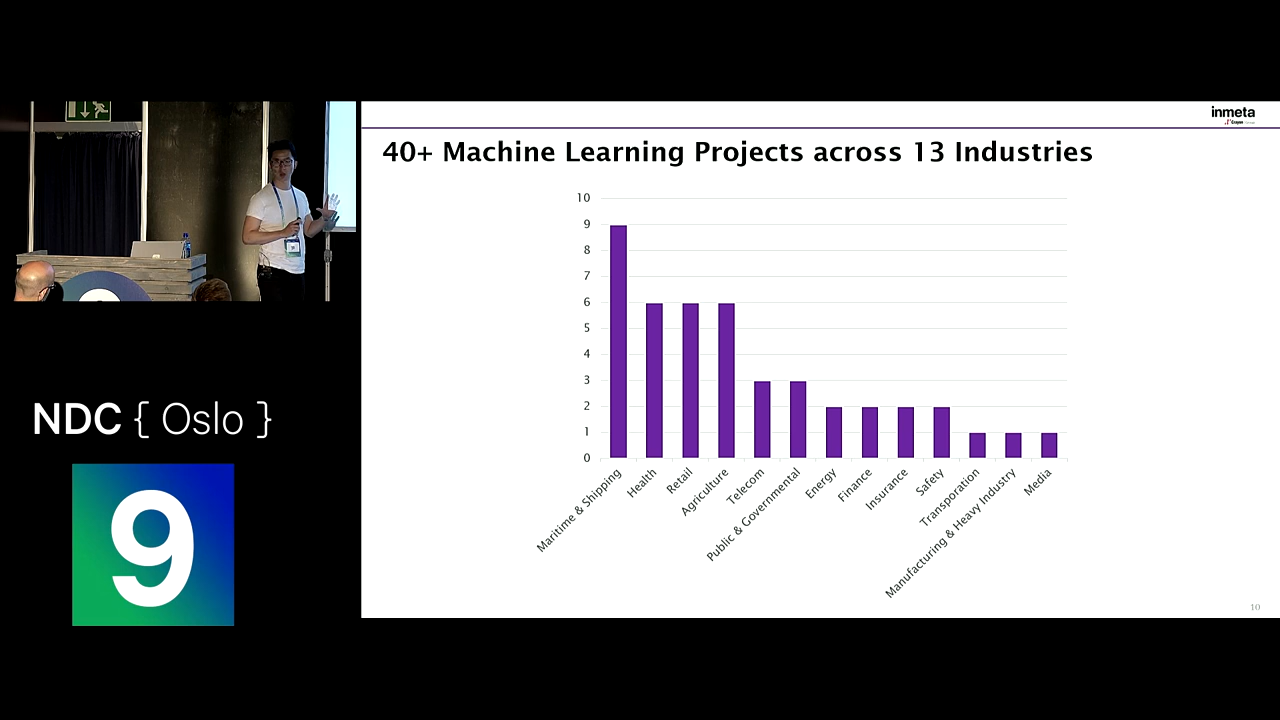 inmeta
Crayon
40+ Machine Learning Projects across 13 Industries
10
9
8
7
6
5
4
3
2
1
0
Maritime & Shipping
Health
Retail
Agriculture
Telecom
Public & Governmental
Energy
Finance
Insurance
Safety
Transporation
Manufacturing & Heavy Industry
Media
10
NDC { Oslo }
9